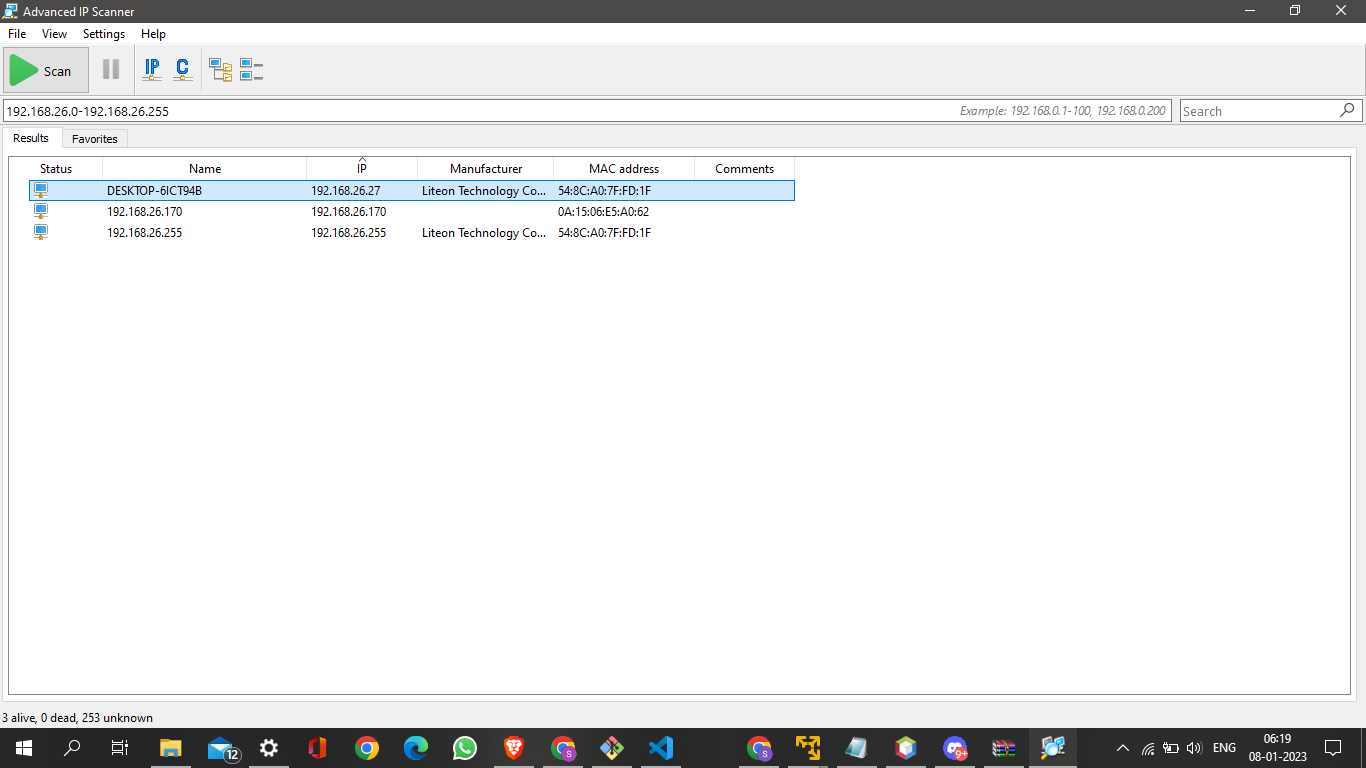 Advanced IP Scanner
File View Settings Help
Scan IP C
192.168.26.0-192.168.26.255 Example: 192.168.0.1-100, 192.168.0.200 Search
Results Favorites
Status Name IP Manufacturer MAC address Comments
DESKTOP-6ICT94B 192.168.26.27 Liteon Technology Co... 54:8C:A0:7F:FD:1F
192.168.26.170 192.168.26.170 0A:15:06:E5:A0:62
192.168.26.255 192.168.26.255 Liteon Technology Co... 54:8C:A0:7F:FD:1F
3 alive, 0 dead, 253 unknown
12 S S 9+ ENG 06:19
08-01-2023